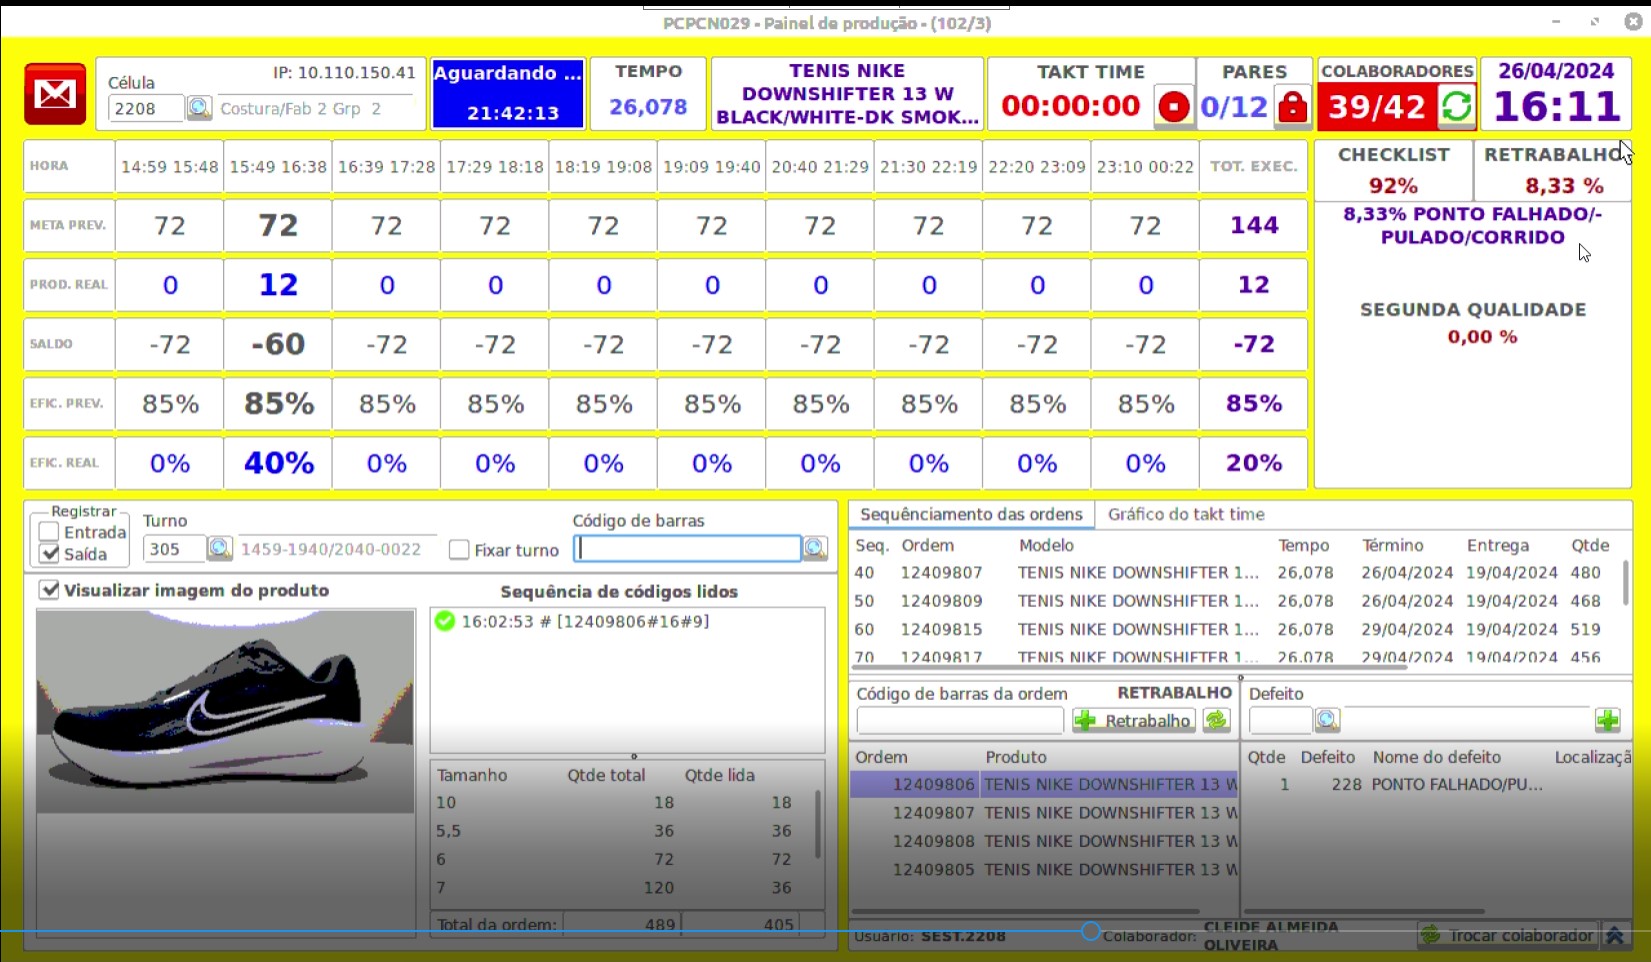 PCPCN029 - Painel de produção - (102/3)
Célula
IP: 10.110.150.41
2208
Costura/Fab 2 Grp 2
Aguardando ...
21:42:13
TEMPO
26,078
TENIS NIKE
DOWNSHIFTER 13 W
BLACK/WHITE-DK SMOK...
TAKT TIME
00:00:00
PARES
0/12
COLABORADORES
39/42
26/04/2024
16:11
HORA 14:59 15:48 15:49 16:38 16:39 17:28 17:29 18:18 18:19 19:08 19:09 19:40 20:40 21:29 21:30 22:19 22:20 23:09 23:10 00:22 TOT. EXEC.
META PREV. 72 72 72 72 72 72 72 72 72 72 144
PROD. REAL 0 12 0 0 0 0 0 0 0 0 12
SALDO -72 -60 -72 -72 -72 -72 -72 -72 -72 -72 -72
EFIC. PREV. 85% 85% 85% 85% 85% 85% 85% 85% 85% 85% 85%
EFIC. REAL 0% 40% 0% 0% 0% 0% 0% 0% 0% 0% 20%
CHECKLIST RETRABALHO
92% 8,33 %
8,33% PONTO FALHADO/-
PULADO/CORRIDO
SEGUNDA QUALIDADE
0,00 %
Registrar
Entrada
Saída
Turno
305
1459-1940/2040-0022
Fixar turno
Código de barras
Visualizar imagem do produto
Sequência de códigos lidos
16:02:53 # [12409806#16#9]
Tamanho Qtde total Qtde lida
10 18 18
5,5 36 36
6 72 72
7 120 36
Total da ordem: 489 405
Sequênciamento das ordens Gráfico do takt time
Seq. Ordem Modelo Tempo Término Entrega Qtde
40 12409807 TENIS NIKE DOWNSHIFTER 1... 26,078 26/04/2024 19/04/2024 480
50 12409809 TENIS NIKE DOWNSHIFTER 1... 26,078 26/04/2024 19/04/2024 468
60 12409815 TENIS NIKE DOWNSHIFTER 1... 26,078 29/04/2024 19/04/2024 519
70 12409817 TENIS NIKE DOWNSHIFTER 1... 26.078 29/04/2024 19/04/2024 456
Código de barras da ordem RETRABALHO
Retrabalho
Defeito
Ordem Produto
12409806 TENIS NIKE DOWNSHIFTER 13 W
12409807 TENIS NIKE DOWNSHIFTER 13 W
12409808 TENIS NIKE DOWNSHIFTER 13 W
12409805 TENIS NIKE DOWNSHIFTER 13 W
Qtde Defeito Nome do defeito Localizaçã
1 228 PONTO FALHADO/PU...
Usuário: SEST.2208
Colaborador: CLEIDE ALMEIDA
OLIVEIRA
Trocar colaborador